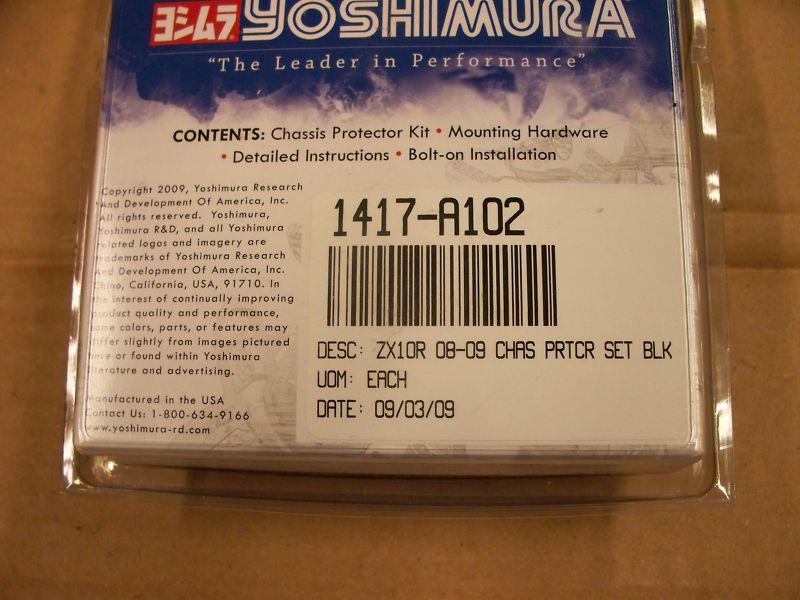 ヨシムラ YOSHIMURA
"The Leader in Performance"
CONTENTS: Chassis Protector Kit • Mounting Hardware
• Detailed Instructions • Bolt-on Installation
Copyright 2009, Yoshimura Research
And Development Of America, Inc.
All rights reserved. Yoshimura,
Yoshimura R&D, and all Yoshimura
related logos and imagery are
trademarks of Yoshimura Research
And Development Of America, Inc.
Chino, California, USA, 91710. In
the interest of continually improving
product quality and performance,
some colors, parts, or features may
differ slightly from images pictured
here or found within Yoshimura
literature and advertising.
Manufactured in the USA
Contact Us: 1-800-634-9166
www.yoshimura-rd.com
1417-A102
DESC: ZX10R 08-09 CHAS PRTCR SET BLK
UOM: EACH
DATE: 09/03/09